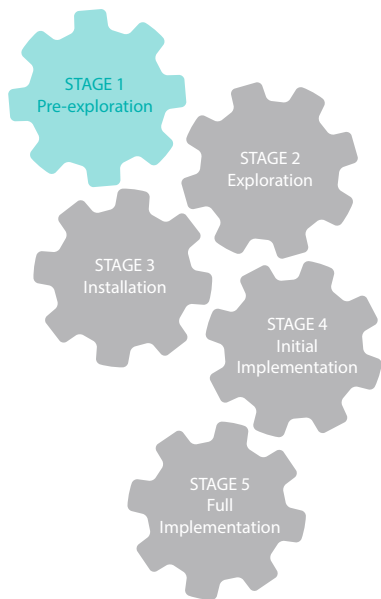 STAGE 1
Pre-exploration
STAGE 2
Exploration
STAGE 3
Installation
STAGE 4
Initial
Implementation
STAGE 5
Full
Implementation